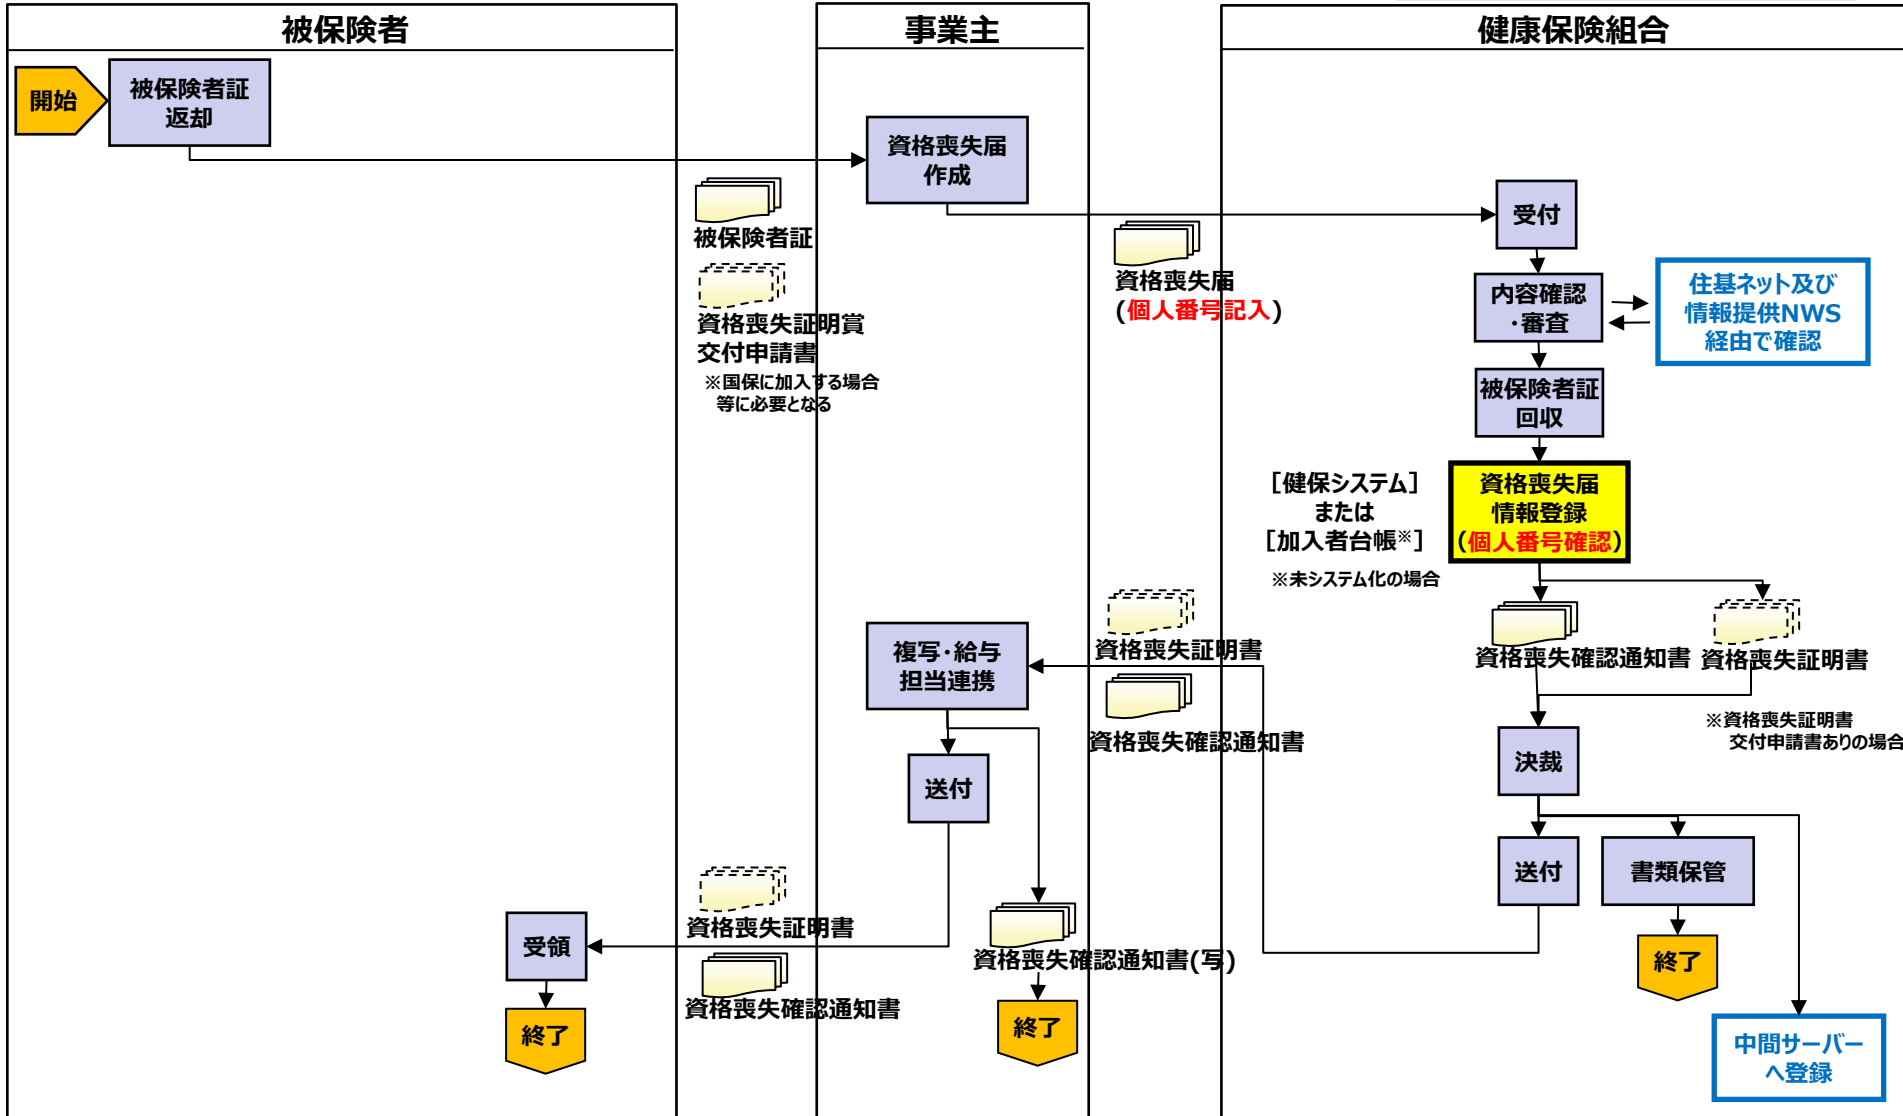 被保険者
事業主
健康保険組合
開始
被保険者証
返却
資格喪失届
作成
被保険者証
資格喪失証明賞
交付申請書
※国保に加入する場合
等に必要となる
資格喪失届
(個人番号記入)
受付
内容確認
・審査
住基ネット及び
情報提供NWS
経由で確認
被保険者証
回収
[健保システム]
または
[加入者台帳※]
※未システム化の場合
資格喪失届
情報登録
(個人番号確認)
資格喪失確認通知書
資格喪失証明書
※資格喪失証明書
交付申請書ありの場合
決裁
送付
書類保管
終了
中間サーバー
へ登録
資格喪失証明書
資格喪失確認通知書
複写・給与
担当連携
送付
資格喪失確認通知書(写)
終了
資格喪失証明書
資格喪失確認通知書
受領
終了